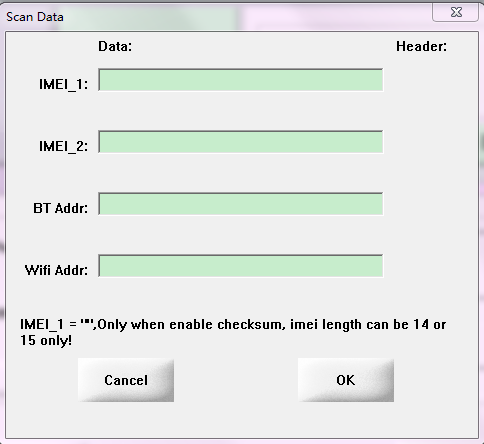 Scan Data
Data: Header:
IMEI_1:
IMEI_2:
BT Addr:
Wifi Addr:
IMEI_1 = "",Only when enable checksum, imei length can be 14 or
15 only!
Cancel OK